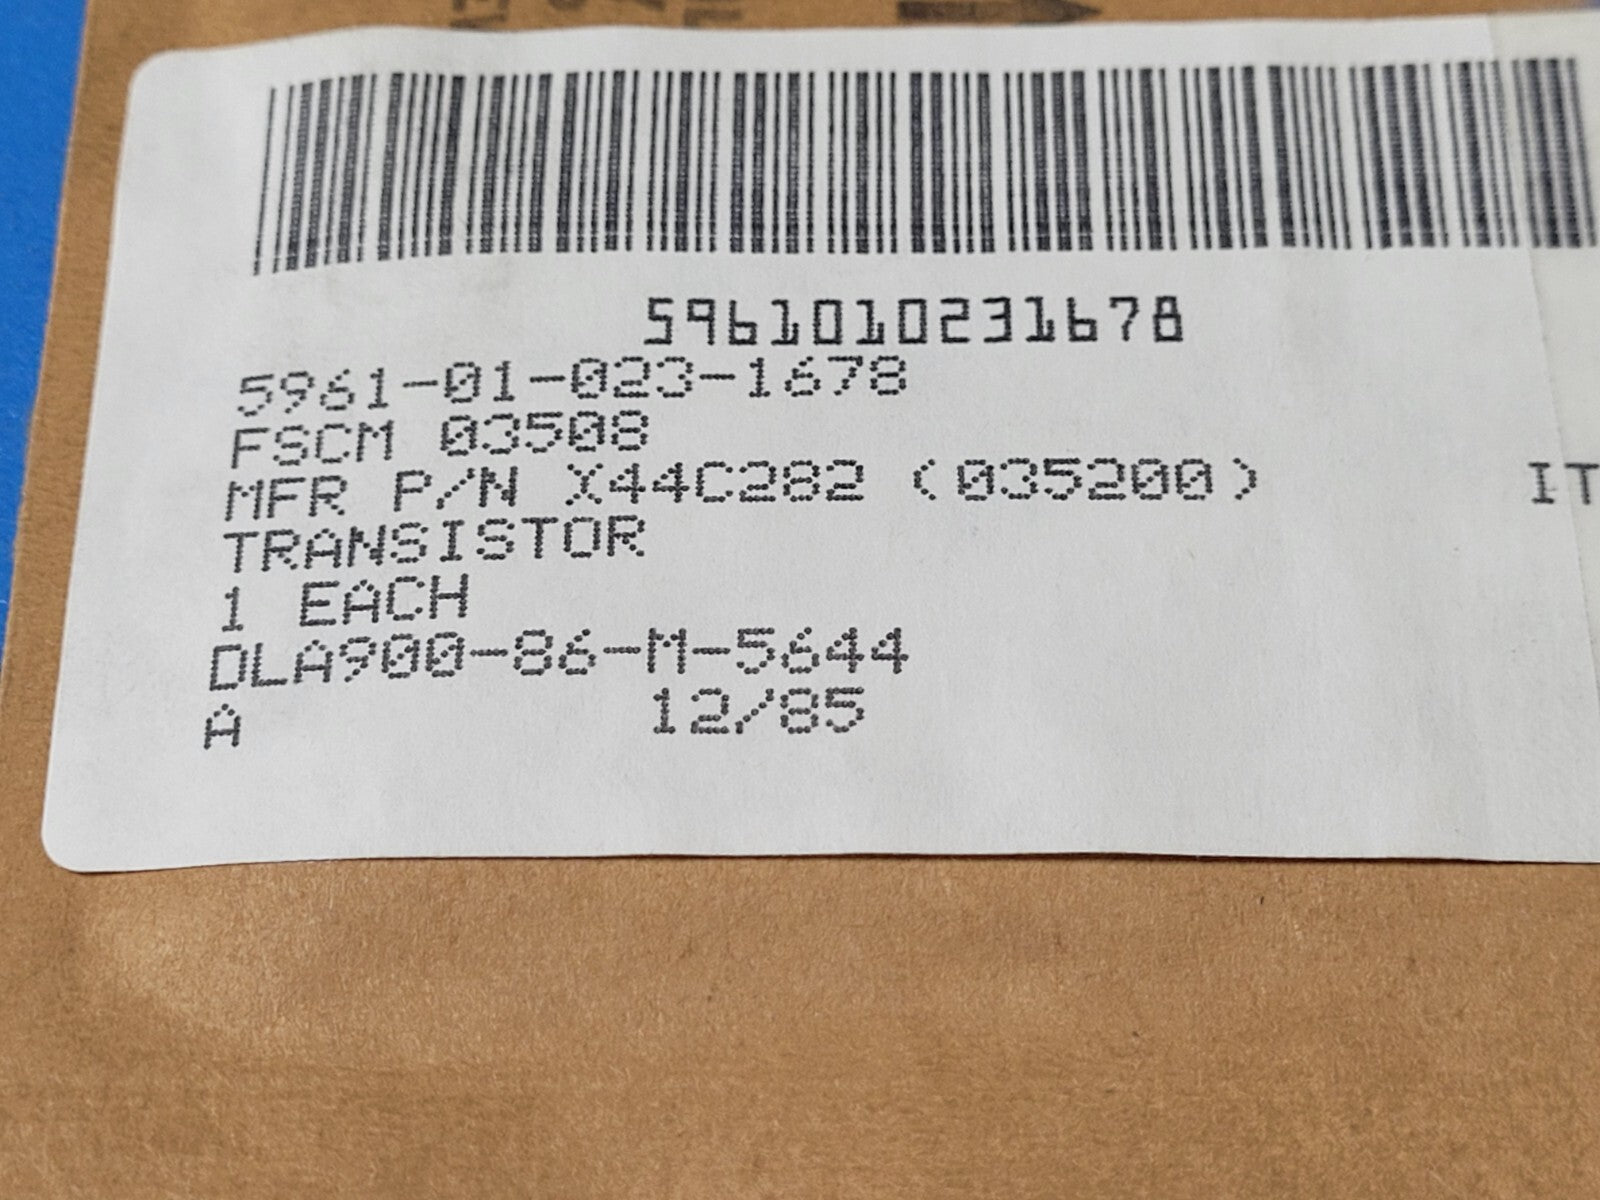 5961010231678
5961-01-023-1678
FSCM 03508
MFR P/N X44C282 (035200) IT
TRANSISTOR
1 EACH
DLA900-86-M-5644
A 12/85